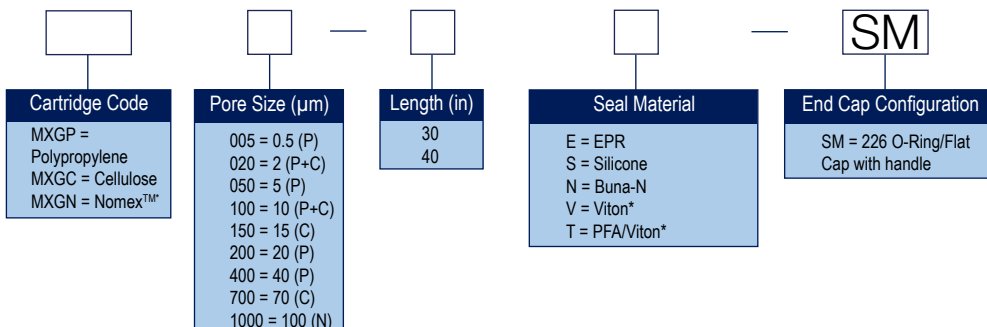 SM
Cartridge Code
MXGP =
Polypropylene
MXGC = Cellulose
MXGN = Nomex™*
Pore Size (µm)
005 = 0.5 (P)
020 = 2 (P+C)
050 = 5 (P)
100 = 10 (P+C)
150 = 15 (C)
200 = 20 (P)
400 = 40 (P)
700 = 70 (C)
1000 = 100 (N)
Length (in)
30
40
Seal Material
E = EPR
S = Silicone
N = Buna-N
V = Viton*
T = PFA/Viton*
End Cap Configuration
SM = 226 O-Ring/Flat
Cap with handle